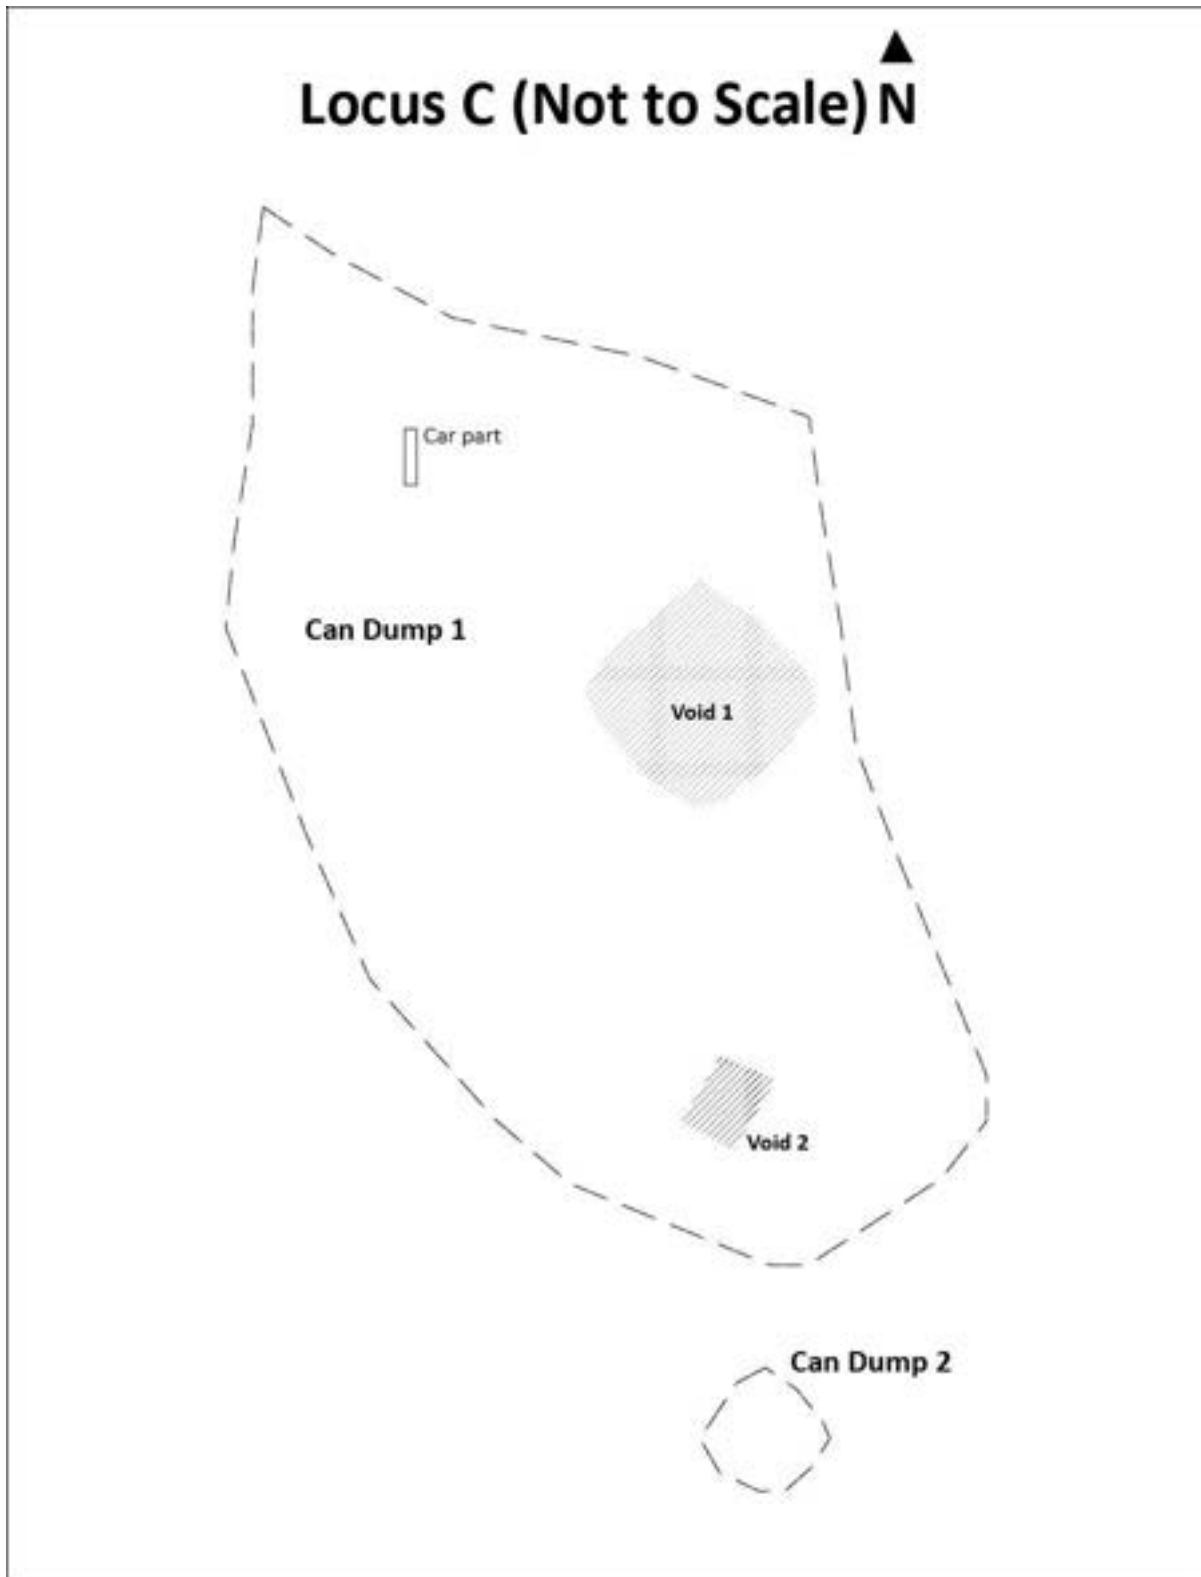 Locus C (Not to Scale) N
Car part
Can Dump 1
Void 1
Void 2
Can Dump 2